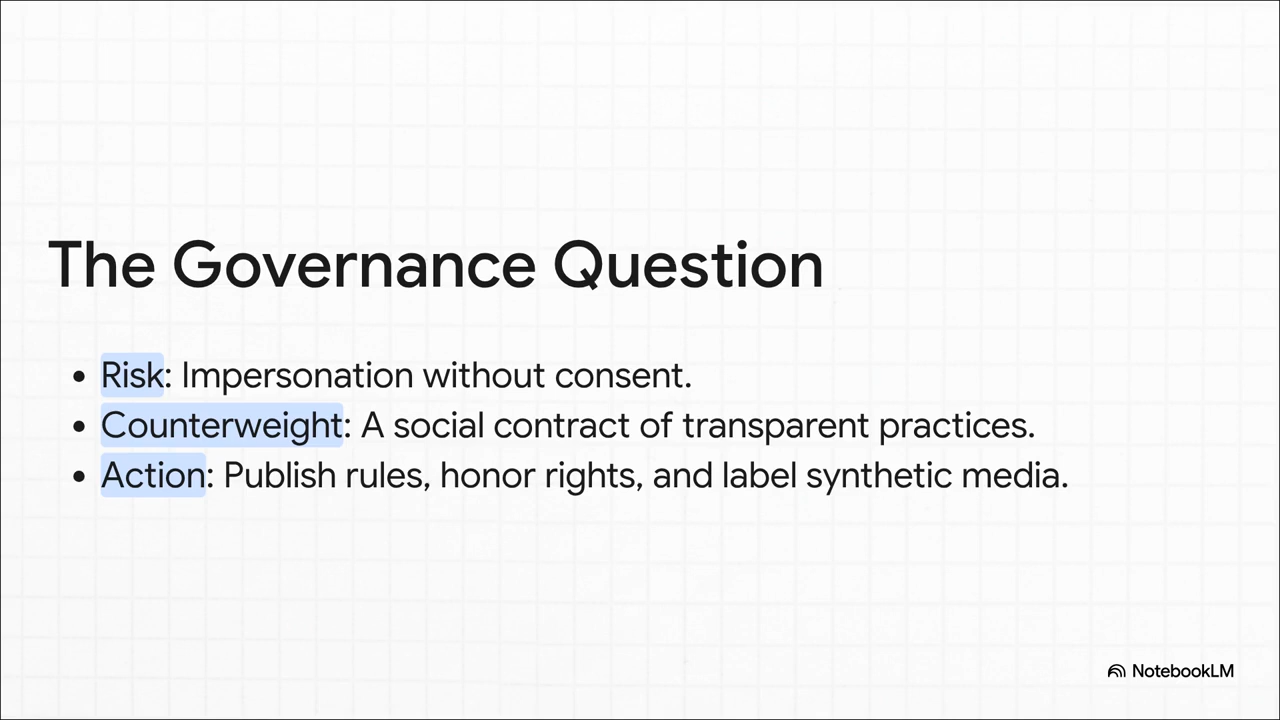 The Governance Question
• Risk: Impersonation without consent.
• Counterweight: A social contract of transparent practices.
• Action: Publish rules, honor rights, and label synthetic media.
NotebookLM